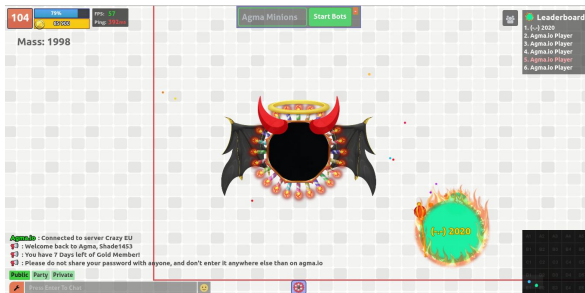 104
79%
FPS: 57
Ping: 393ms
Mass: 1998
Agma Minions
Start Bots
Leaderboard
1. [--] 2020
2. Agma.io Player
3. Agma.io Player
4. Agma.io Player
5. Agma.io Player
6. Agma.io Player
[--] 2020
Agma.io : Connected to server Crazy EU
: Welcome back to Agma, Shade1453
: You have 7 Days left of Gold Member!
: Please do not share your password with anyone, and don't enter it anywhere else than on agma.io
Public Party Private
Press Enter To Chat